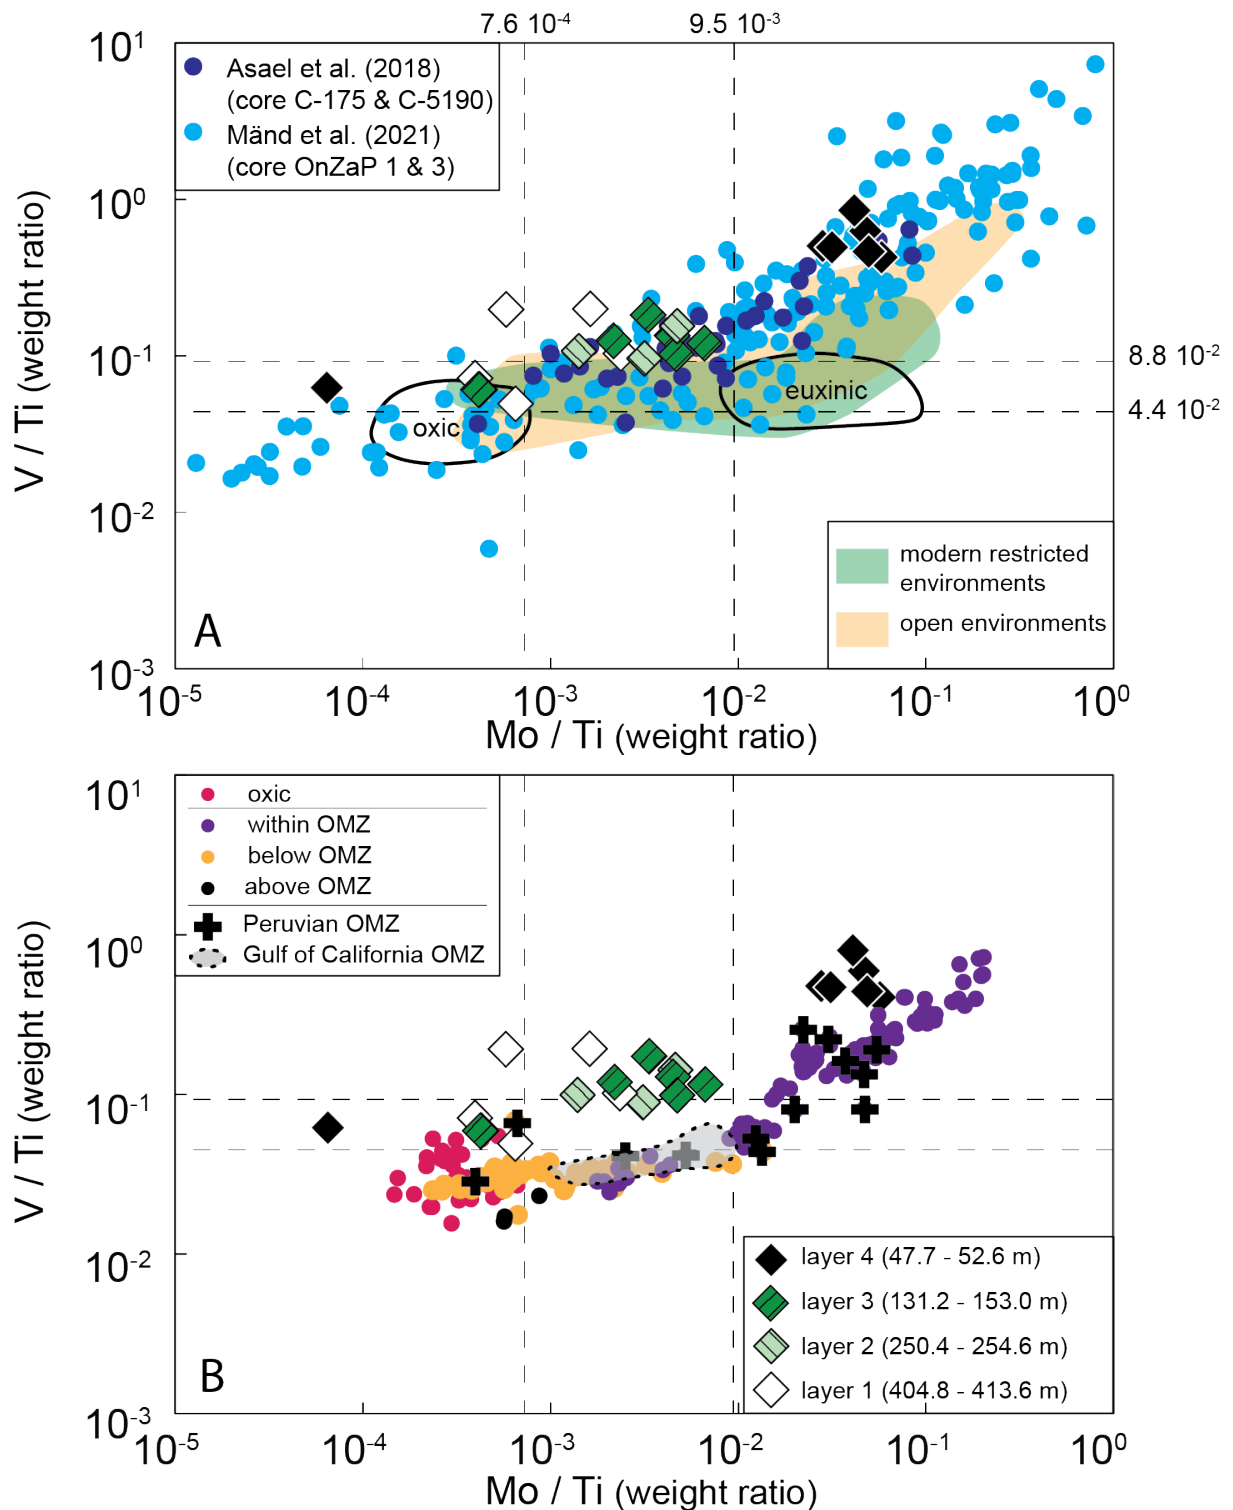 7.6 10-4
9.5 10-3
10¹
Asael et al. (2018)
(core C-175 & C-5190)
Mänd et al. (2021)
(core OnZaP 1 & 3)
10⁰
10-1
8.8 10-2
euxinic
4.4 10-2
oxic
10-2
modern restricted
environments
open environments
A
10-3
V / Ti (weight ratio)
10-5
10-4
10-3
10-2
10-1
10⁰
Mo / Ti (weight ratio)
10¹
oxic
within OMZ
below OMZ
above OMZ
Peruvian OMZ
Gulf of California OMZ
10⁰
10-1
10-2
layer 4 (47.7 - 52.6 m)
layer 3 (131.2 - 153.0 m)
layer 2 (250.4 - 254.6 m)
layer 1 (404.8 - 413.6 m)
B
10-3
V / Ti (weight ratio)
10-5
10-4
10-3
10-2
10-1
10⁰
Mo / Ti (weight ratio)